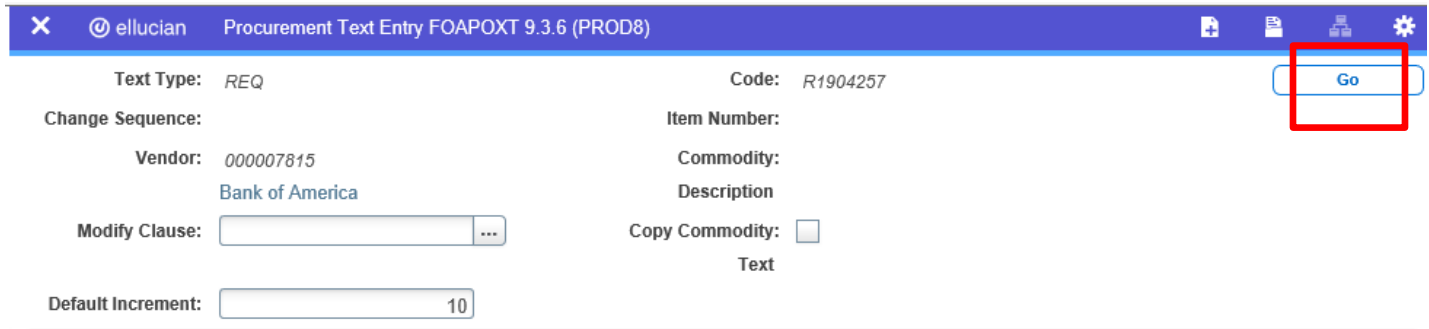 ellucian Procurement Text Entry FOAPOXT 9.3.6 (PROD8)
Text Type: REQ Code: R1904257 Go
Change Sequence: Item Number:
Vendor: 000007815 Commodity:
Bank of America Description
Modify Clause: ... Copy Commodity:
Text
Default Increment: 10